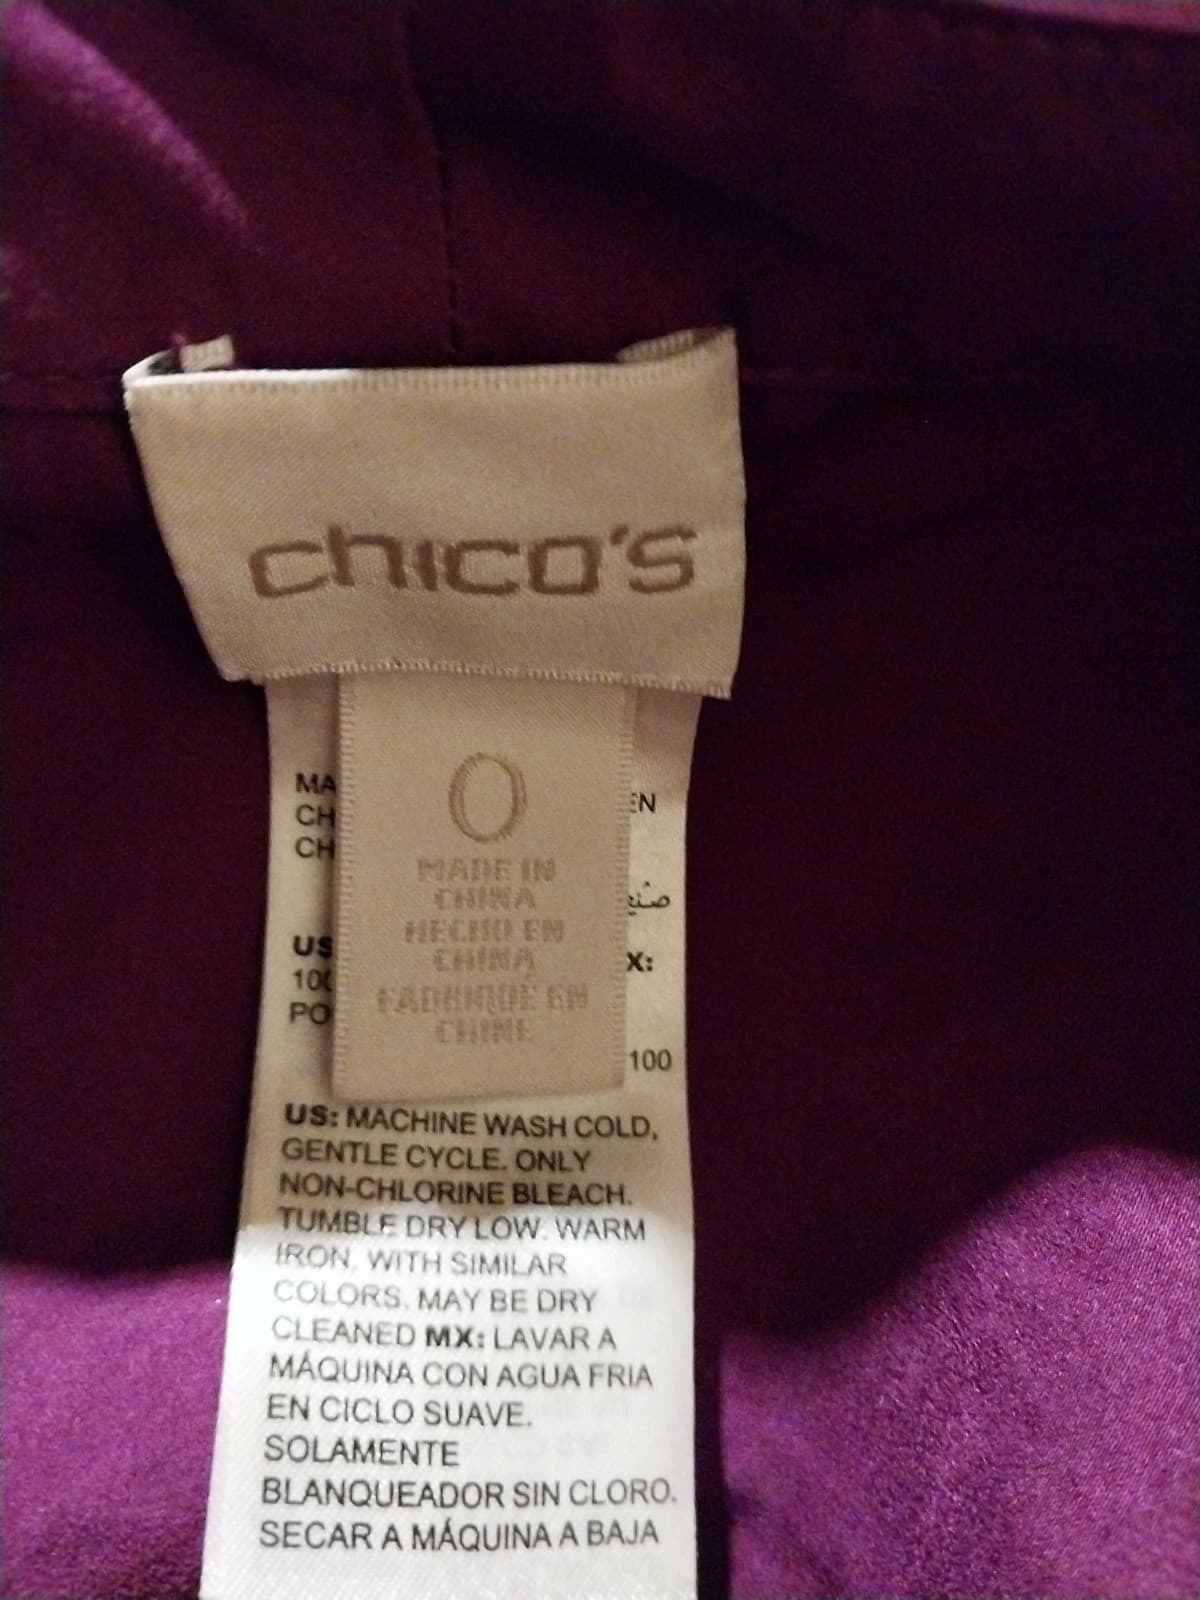 chico's
0
MADE IN
CHINA
HECHO EN
CHINA
FABRIQUÉ EN
CHINE
MA
CH
CH
EN
صنع
US
100
PO
X:
100
US: MACHINE WASH COLD,
GENTLE CYCLE. ONLY
NON-CHLORINE BLEACH.
TUMBLE DRY LOW. WARM
IRON. WITH SIMILAR
COLORS. MAY BE DRY
CLEANED MX: LAVAR A
MÁQUINA CON AGUA FRIA
EN CICLO SUAVE.
SOLAMENTE
BLANQUEADOR SIN CLORO.
SECAR A MÁQUINA A BAJA